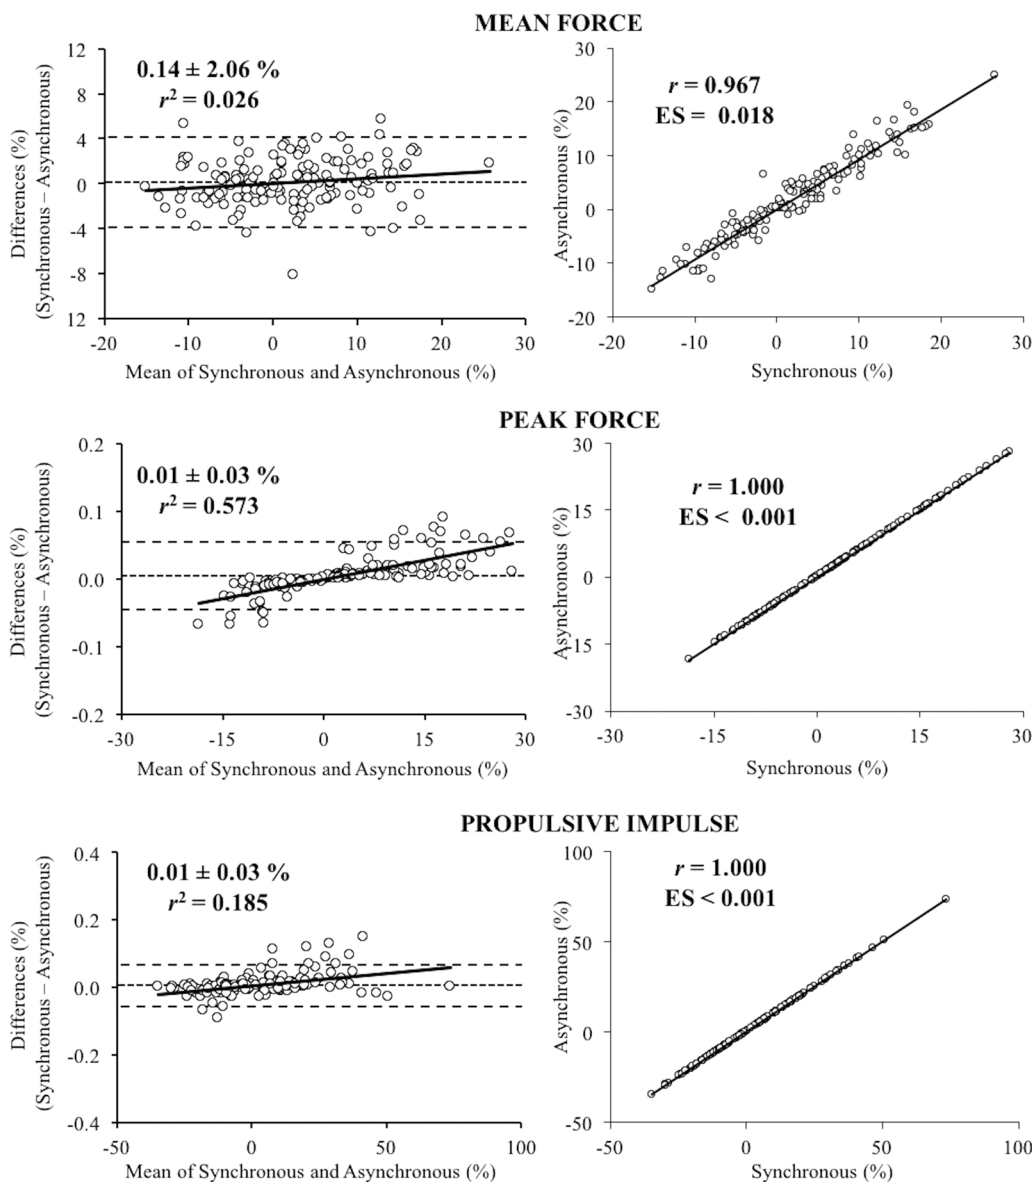 MEAN FORCE
0.14 ± 2.06 %
r² = 0.026
Differences (%)
(Synchronous – Asynchronous)
12
8
4
0
-4
-8
12
-20
-10
0
10
20
30
Mean of Synchronous and Asynchronous (%)
r = 0.967
ES = 0.018
Asynchronous (%)
30
20
10
0
-10
-20
-20
-10
0
10
20
30
Synchronous (%)
PEAK FORCE
0.01 ± 0.03 %
r² = 0.573
Differences (%)
(Synchronous – Asynchronous)
0.2
0.1
0.0
-0.1
-0.2
-30
-15
0
15
30
Mean of Synchronous and Asynchronous (%)
r = 1.000
ES < 0.001
Asynchronous (%)
30
15
0
-15
-30
-30
-15
0
15
30
Synchronous (%)
PROPULSIVE IMPULSE
0.01 ± 0.03 %
r² = 0.185
Differences (%)
(Synchronous – Asynchronous)
0.4
0.2
0.0
-0.2
-0.4
-50
0
50
100
Mean of Synchronous and Asynchronous (%)
r = 1.000
ES < 0.001
Asynchronous (%)
100
50
0
-50
-50
0
50
100
Synchronous (%)